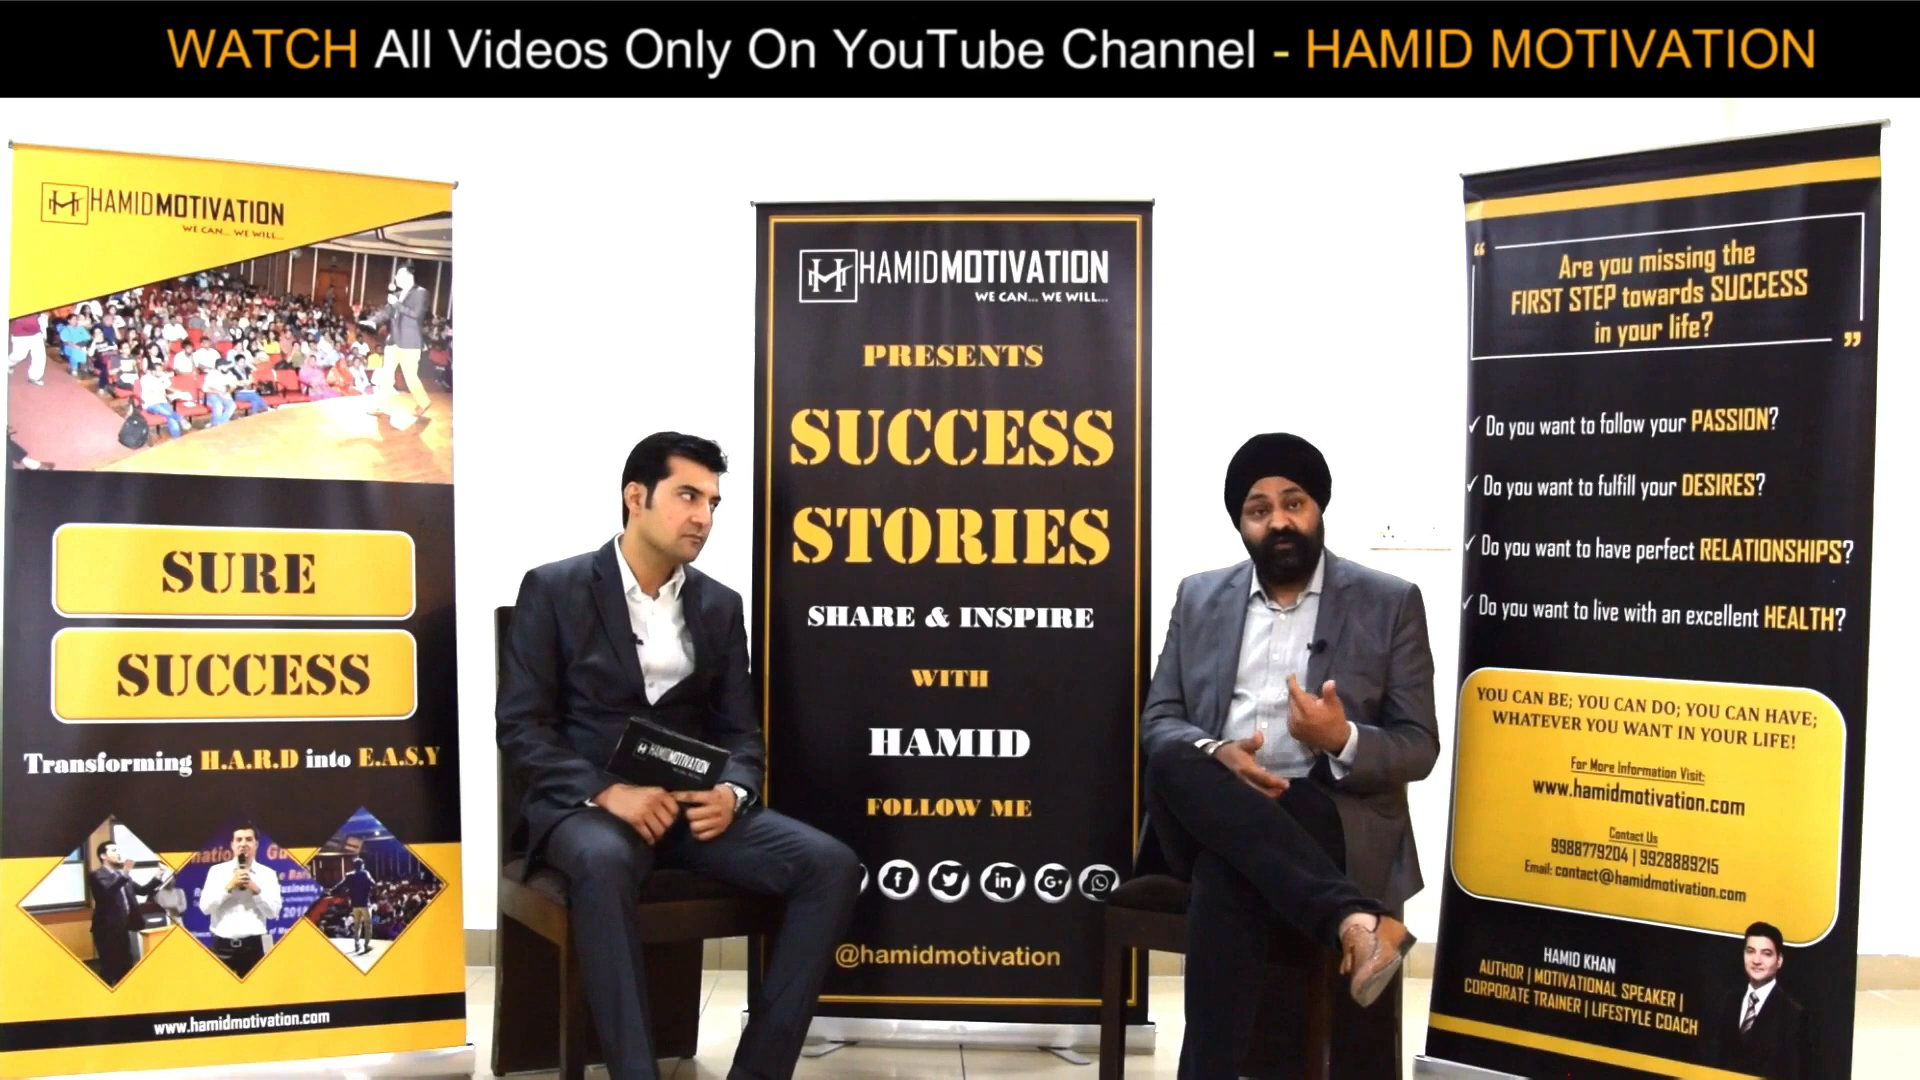 WATCH All Videos Only On YouTube Channel - HAMID MOTIVATION
HAMIDMOTIVATION
WE CAN... WE WILL...
SURE
SUCCESS
Transforming H.A.R.D into E.A.S.Y
www.hamidmotivation.com
HAMIDMOTIVATION
WE CAN... WE WILL...
PRESENTS
SUCCESS
STORIES
SHARE & INSPIRE
WITH
HAMID
FOLLOW ME
@hamidmotivation
HAMIDMOTIVATION
“ Are you missing the
FIRST STEP towards SUCCESS
in your life? ”
✓ Do you want to follow your PASSION?
✓ Do you want to fulfill your DESIRES?
✓ Do you want to have perfect RELATIONSHIPS?
✓ Do you want to live with an excellent HEALTH?
YOU CAN BE; YOU CAN DO; YOU CAN HAVE;
WHATEVER YOU WANT IN YOUR LIFE!
For More Information Visit:
www.hamidmotivation.com
Contact Us
9988779204 | 9928889215
Email: contact@hamidmotivation.com
HAMID KHAN
AUTHOR | MOTIVATIONAL SPEAKER |
CORPORATE TRAINER | LIFESTYLE COACH